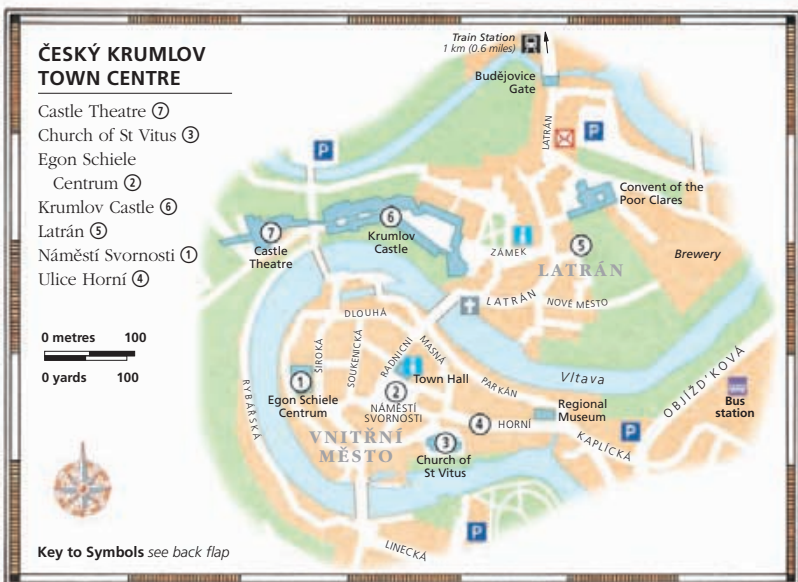 ČESKÝ KRUMLOV
TOWN CENTRE
Castle Theatre ⑦
Church of St Vitus ③
Egon Schiele
Centrum ②
Krumlov Castle ⑥
Latrán ⑤
Náměstí Svornosti ①
Ulice Horní ④
0 metres 100
0 yards 100
Key to Symbols see back flap
Train Station
1 km (0.6 miles)
Budějovice
Gate
LATRÁN
P
P
Convent of the
Poor Clares
⑦
Castle
Theatre
⑥
Krumlov
Castle
ZÁMEK
⑤
LATRÁN
Brewery
LATRÁN
NOVÉ MĚSTO
DLOUHÁ
ŠIROKÁ
SOUKENICKÁ
RADNIČNÍ
MASNÁ
PARKÁN
Vltava
OBJÍŽĎKOVÁ
Bus
station
RYBÁŘSKÁ
①
Egon Schiele
Centrum
Town Hall
②
NÁMĚSTÍ
SVORNOSTI
④
HORNÍ
Regional
Museum
KAPLICKÁ
P
VNITŘNÍ
MĚSTO
③
Church of
St Vitus
P
LINECKÁ